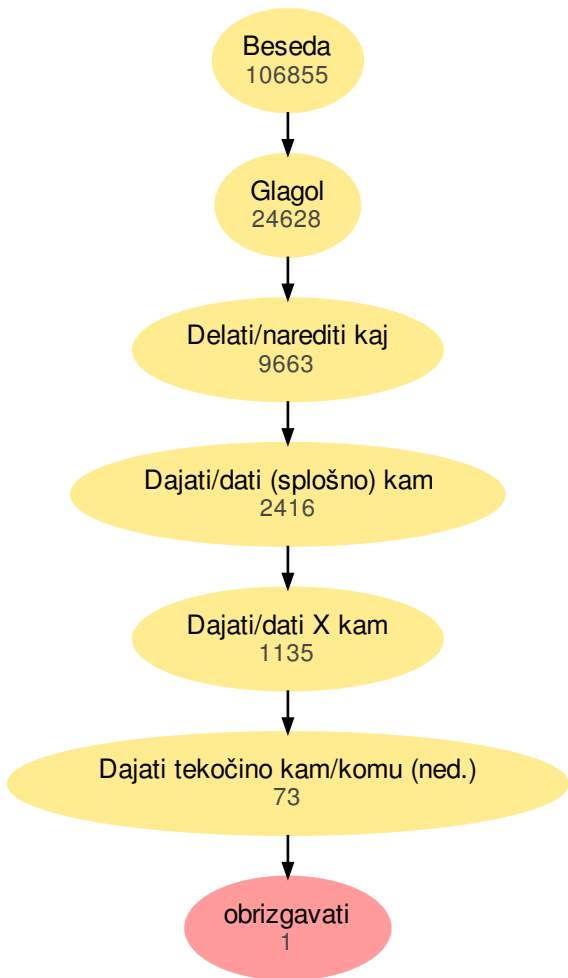 Beseda
106855
Glagol
24628
Delati/narediti kaj
9663
Dajati/dati (splošno) kam
2416
Dajati/dati X kam
1135
Dajati tekočino kam/komu (ned.)
73
obrizgavati
1